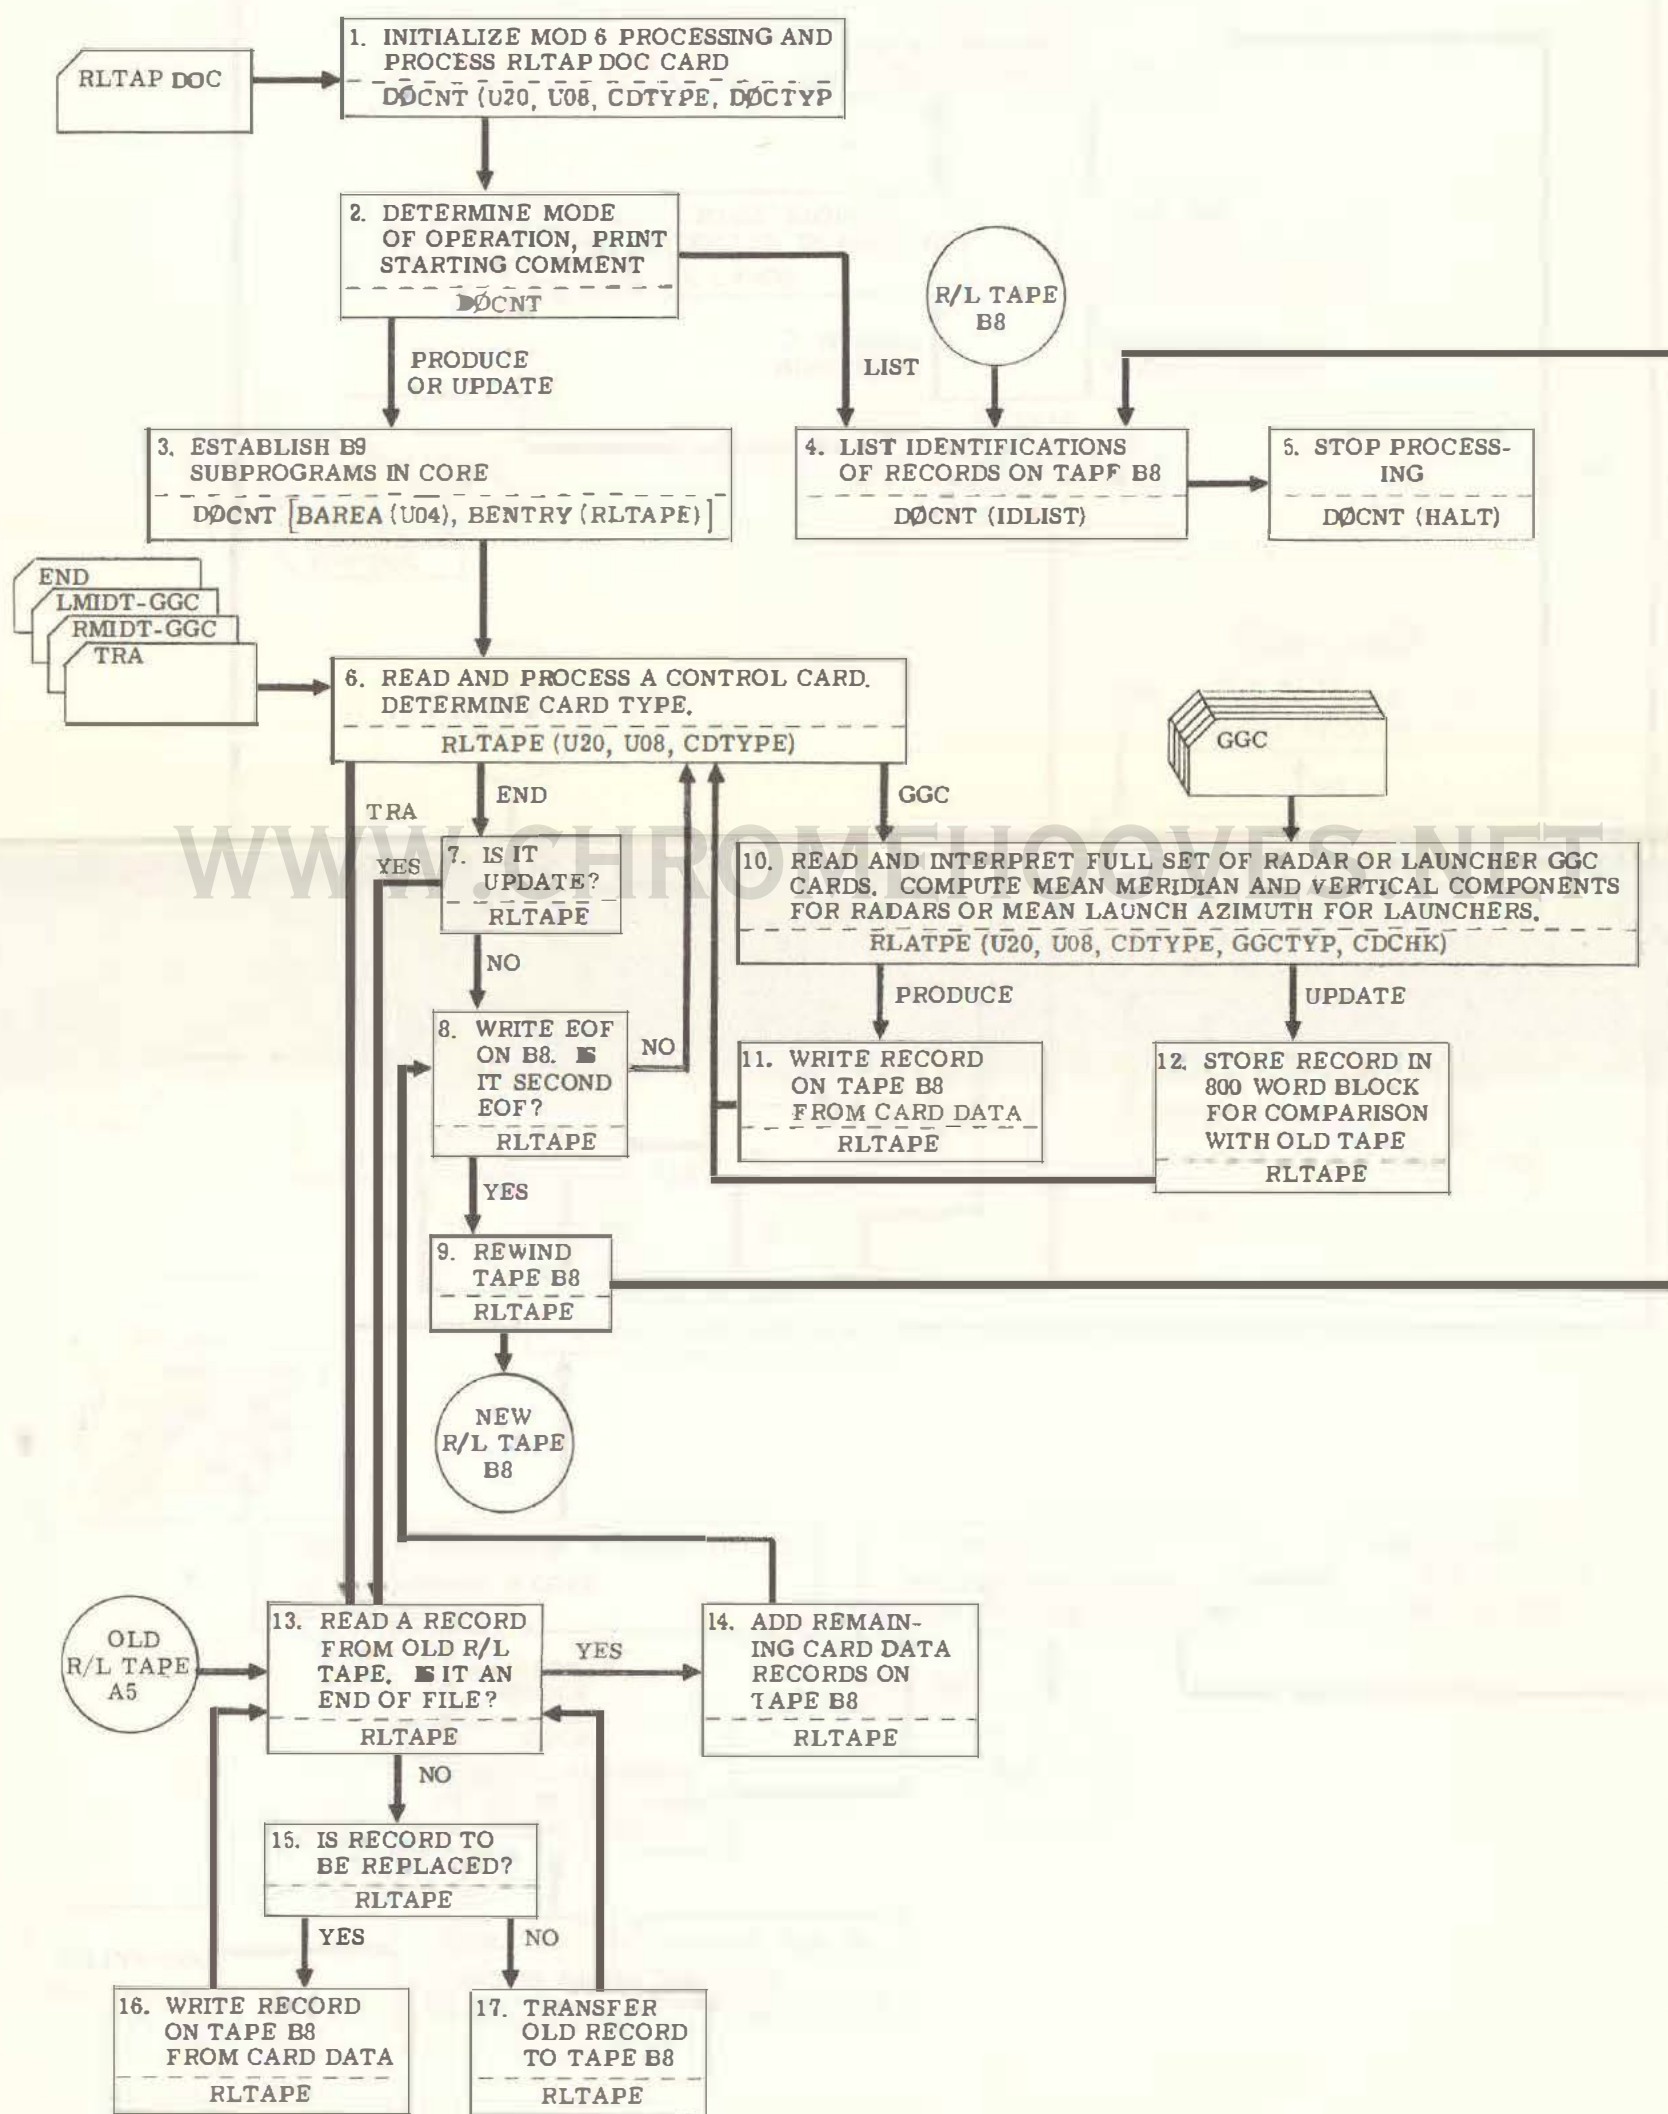 1. INITIALIZE MOD 6 PROCESSING AND
PROCESS RLTAP DOC CARD
DØCNT (U20, U08, CDTYPE, DØCTYP
RLTAP DOC
2. DETERMINE MODE
OF OPERATION, PRINT
STARTING COMMENT
DØCNT
R/L TAPE
B8
PRODUCE
OR UPDATE
LIST
3. ESTABLISH B9
SUBPROGRAMS IN CORE
DØCNT [BAREA (U04), BENTRY (RLTAPE)]
4. LIST IDENTIFICATIONS
OF RECORDS ON TAPE B8
DØCNT (IDLIST)
5. STOP PROCESS-
ING
DØCNT (HALT)
END
LMIDT-GGC
RMIDT-GGC
TRA
6. READ AND PROCESS A CONTROL CARD.
DETERMINE CARD TYPE.
RLTAPE (U20, U08, CDTYPE)
GGC
TRA
END
GGC
YES
7. IS IT
UPDATE?
RLTAPE
NO
10. READ AND INTERPRET FULL SET OF RADAR OR LAUNCHER GGC
CARDS. COMPUTE MEAN MERIDIAN AND VERTICAL COMPONENTS
FOR RADARS OR MEAN LAUNCH AZIMUTH FOR LAUNCHERS.
RLATPE (U20, U08, CDTYPE, GGCTYP, CDCHK)
WWW.CHROMEHOOVES.NET
PRODUCE
UPDATE
8. WRITE EOF
ON B8. IS
IT SECOND
EOF?
RLTAPE
NO
YES
11. WRITE RECORD
ON TAPE B8
FROM CARD DATA
RLTAPE
12. STORE RECORD IN
800 WORD BLOCK
FOR COMPARISON
WITH OLD TAPE
RLTAPE
9. REWIND
TAPE B8
RLTAPE
NEW
R/L TAPE
B8
OLD
R/L TAPE
A5
13. READ A RECORD
FROM OLD R/L
TAPE. IS IT AN
END OF FILE?
RLTAPE
YES
NO
14. ADD REMAIN-
ING CARD DATA
RECORDS ON
TAPE B8
RLTAPE
15. IS RECORD TO
BE REPLACED?
RLTAPE
YES
NO
16. WRITE RECORD
ON TAPE B8
FROM CARD DATA
RLTAPE
17. TRANSFER
OLD RECORD
TO TAPE B8
RLTAPE